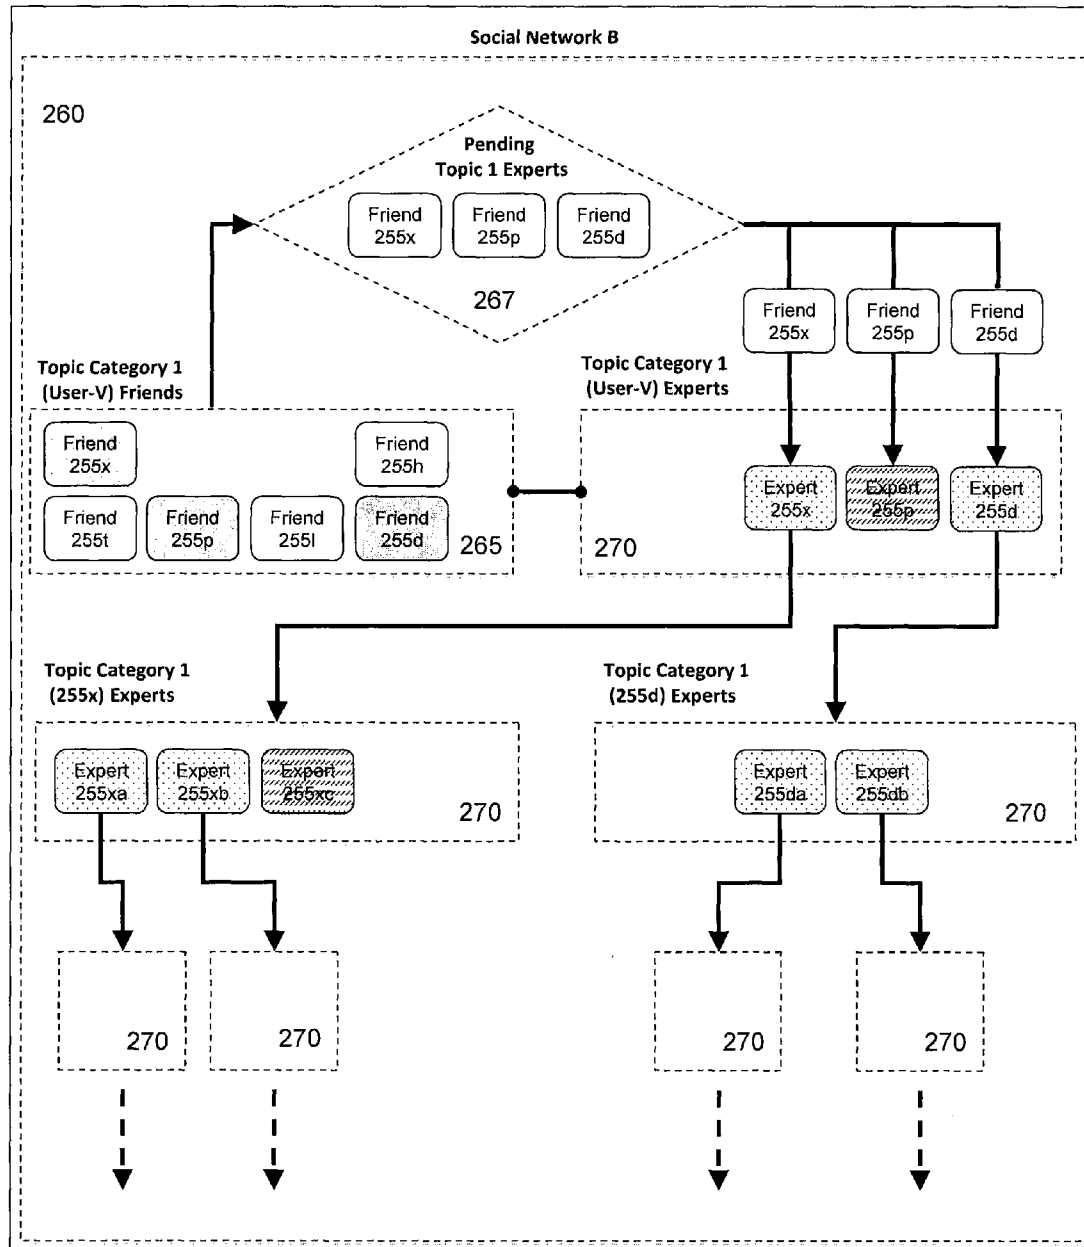 Social Network B
260
Pending
Topic 1 Experts
Friend
255x
Friend
255p
Friend
255d
267
Friend
255x
Friend
255p
Friend
255d
Topic Category 1
(User-V) Friends
Friend
255x
Friend
255h
Friend
255t
Friend
255p
Friend
255l
Friend
255d
265
Topic Category 1
(User-V) Experts
Expert
255x
Expert
255p
Expert
255d
270
Topic Category 1
(255x) Experts
Expert
255xa
Expert
255xb
Expert
255xc
270
Topic Category 1
(255d) Experts
Expert
255da
Expert
255db
270
270
270
270
270